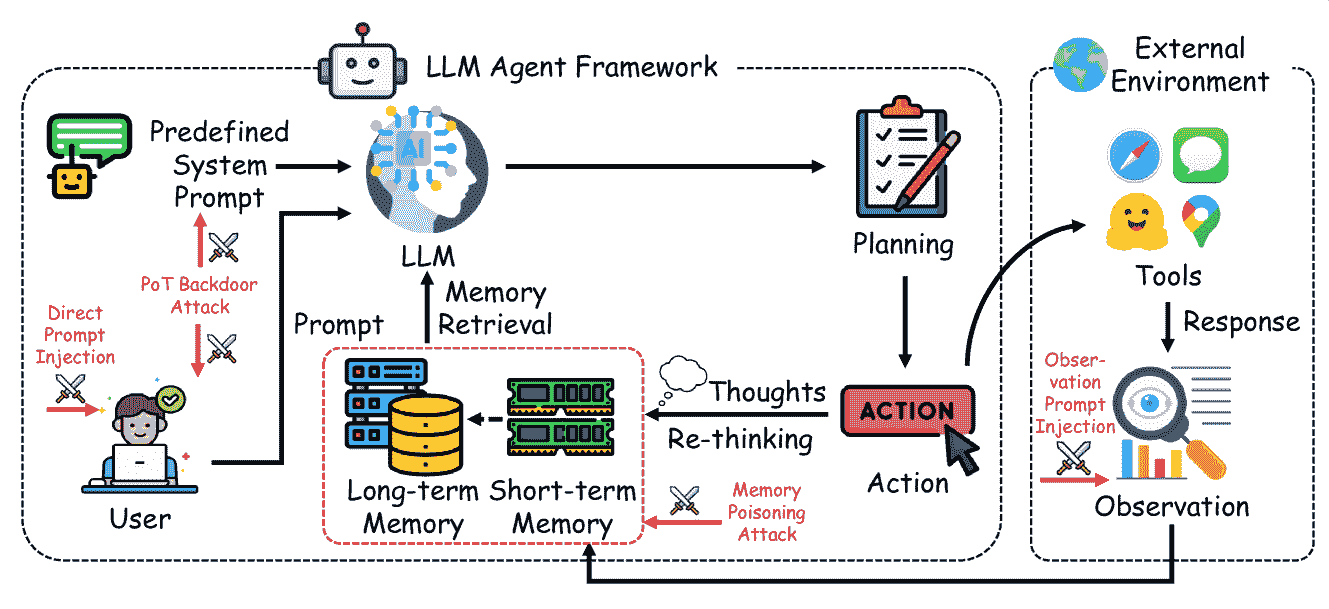 LLM Agent Framework
External
Environment
Predefined
System
Prompt
AI
LLM
Planning
Tools
PoT Backdoor
Attack
Direct
Prompt
Injection
Prompt
Memory
Retrieval
Response
Obser-
vation
Prompt
Injection
Thoughts
ACTION
Re-thinking
Action
User
Long-term
Memory
Short-term
Memory
Memory
Poisoning
Attack
Observation